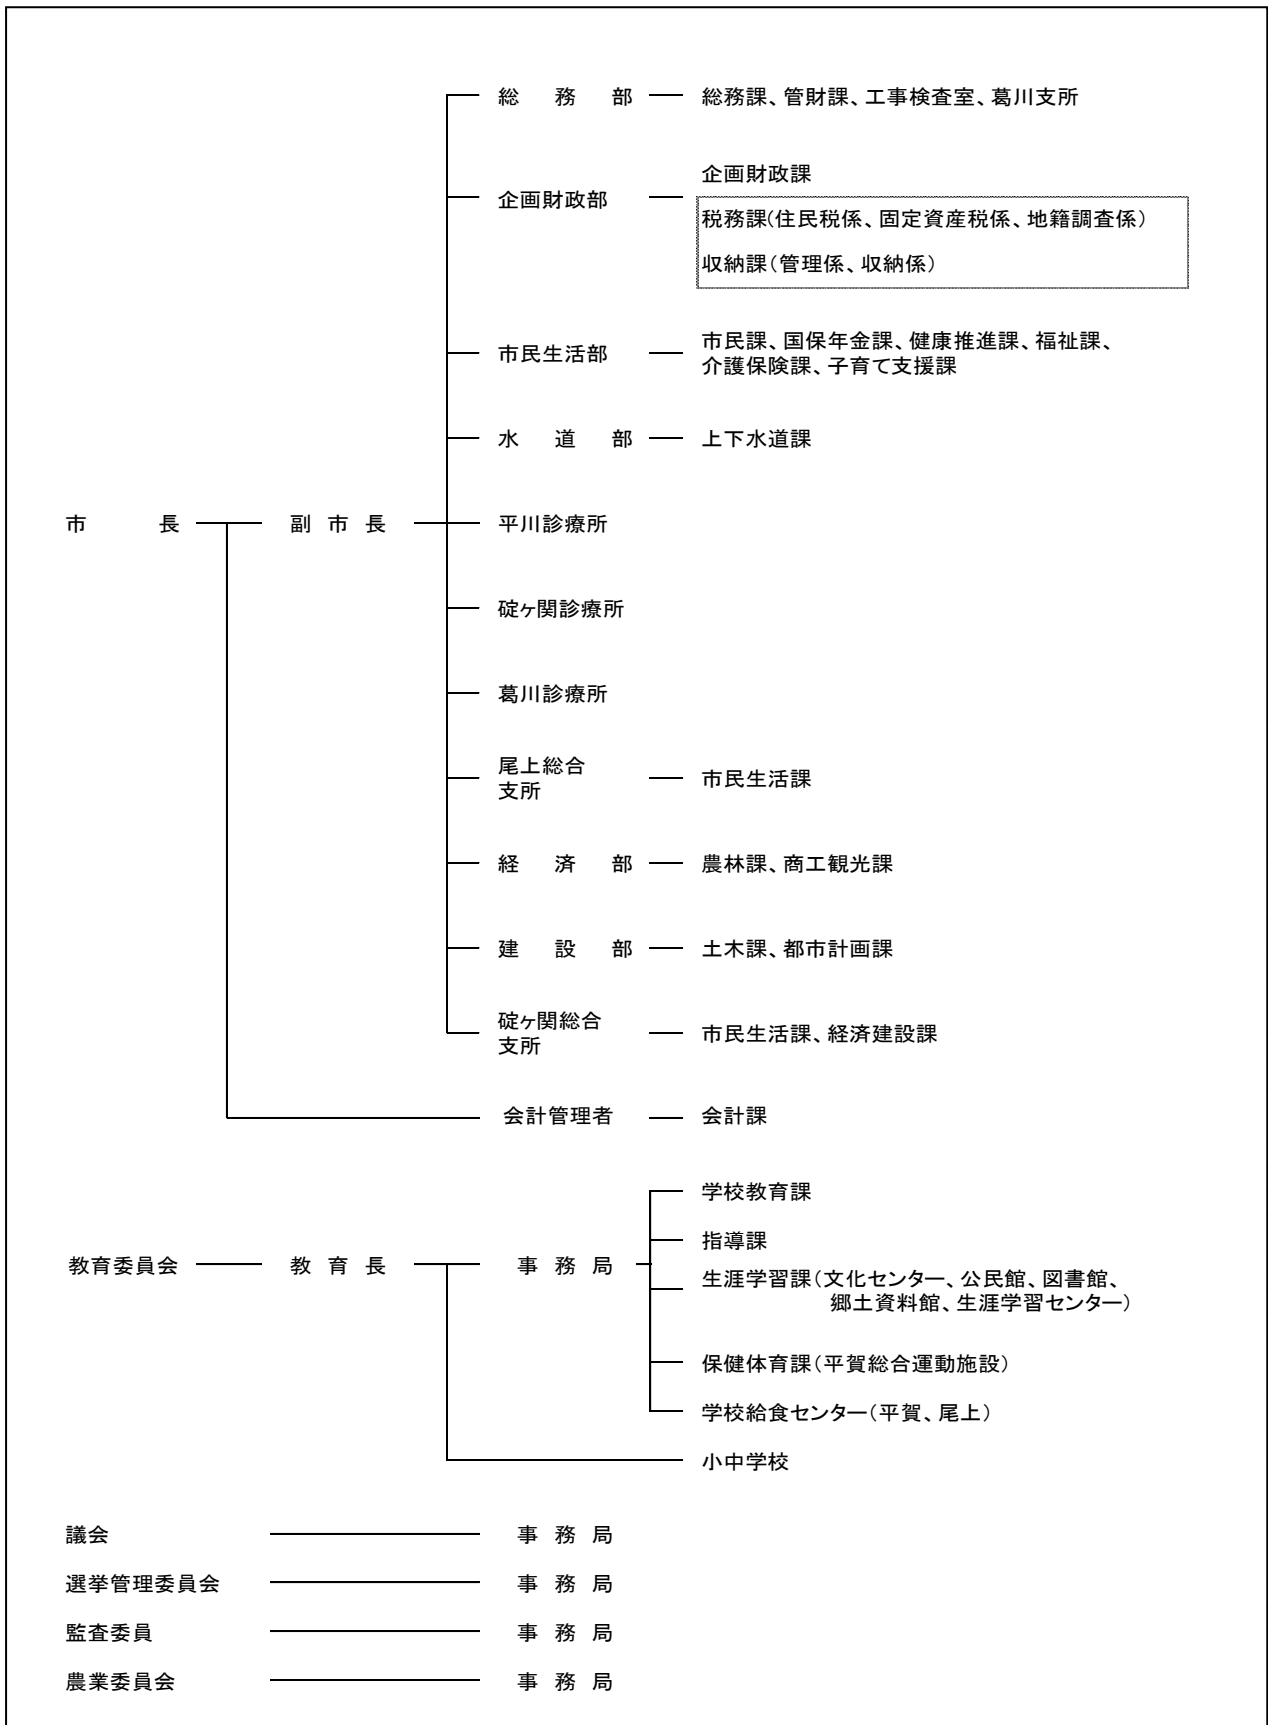 総務部 総務課、管財課、工事検査室、葛川支所
企画財政課
企画財政部
税務課(住民税係、固定資産税係、地籍調査係)
収納課(管理係、収納係)
市民生活部 市民課、国保年金課、健康推進課、福祉課、
介護保険課、子育て支援課
水道部 上下水道課
市長 副市長 平川診療所
碇ヶ関診療所
葛川診療所
尾上総合
支所
市民生活課
経済部 農林課、商工観光課
建設部 土木課、都市計画課
碇ヶ関総合
支所
市民生活課、経済建設課
会計管理者 会計課
学校教育課
指導課
教育委員会 教育長 事務局
生涯学習課(文化センター、公民館、図書館、
郷土資料館、生涯学習センター)
保健体育課(平賀総合運動施設)
学校給食センター(平賀、尾上)
小中学校
議会 事務局
選挙管理委員会 事務局
監査委員 事務局
農業委員会 事務局